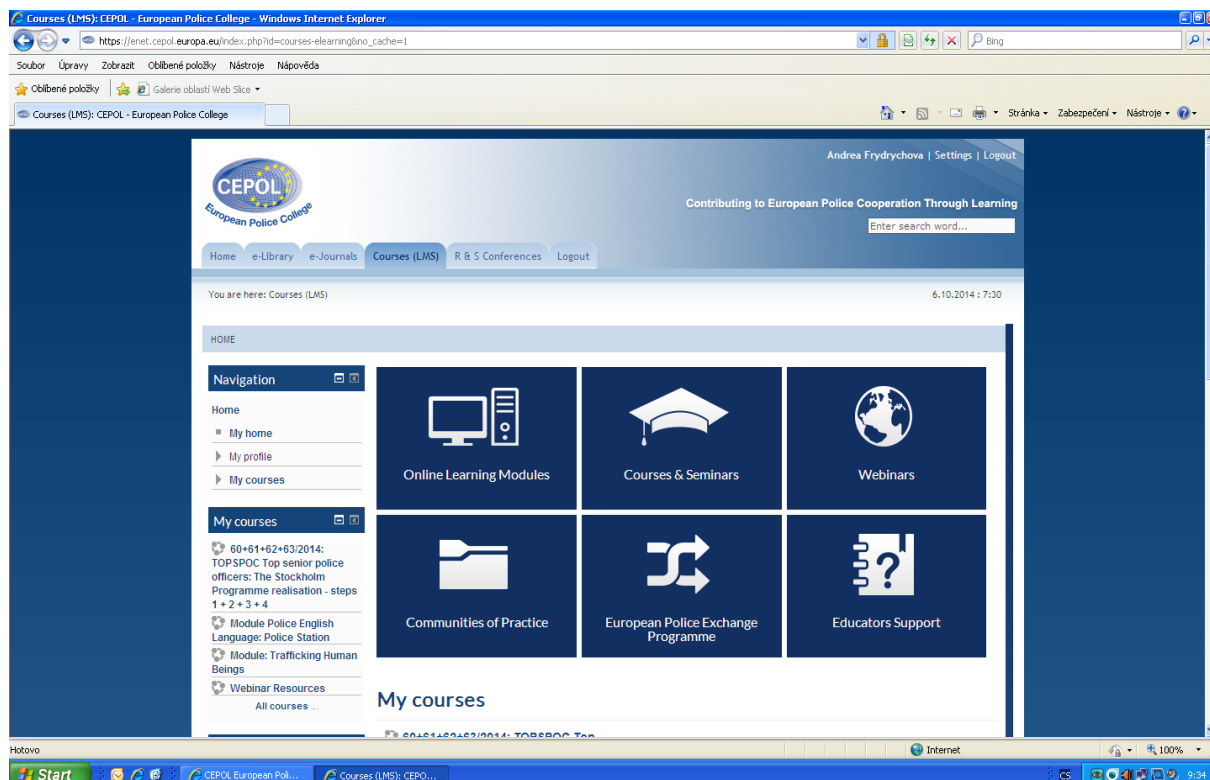 Courses (LMS): CEPOL - European Police College - Windows Internet Explorer
https://enet.cepol.europa.eu/index.php?id=courses-elearning&no_cache=1
Bing
Soubor Úpravy Zobrazit Oblíbené položky Nástroje Nápověda
Oblíbené položky Galerie oblastí Web Slice
Courses (LMS): CEPOL - European Police College
Stránka Zabezpečení Nástroje
Andrea Frydrychova | Settings | Logout
CEPOL
European Police College
Contributing to European Police Cooperation Through Learning
Enter search word...
Home e-Library e-Journals Courses (LMS) R & S Conferences Logout
You are here: Courses (LMS)
6.10.2014 : 7:30
HOME
Navigation
Home
My home
My profile
My courses
My courses
60+61+62+63/2014:
TOPSPOC Top senior police
officers: The Stockholm
Programme realisation - steps
1 + 2 + 3 + 4
Module Police English
Language: Police Station
Module: Trafficking Human
Beings
Webinar Resources
All courses ...
Online Learning Modules
Courses & Seminars
Webinars
Communities of Practice
European Police Exchange
Programme
Educators Support
My courses
60+61+62+63/2014: TOPSPOC Top
Hotovo
Internet
100%
Start
CEPOL European Poli...
Courses (LMS): CEPO...
CS
9:34